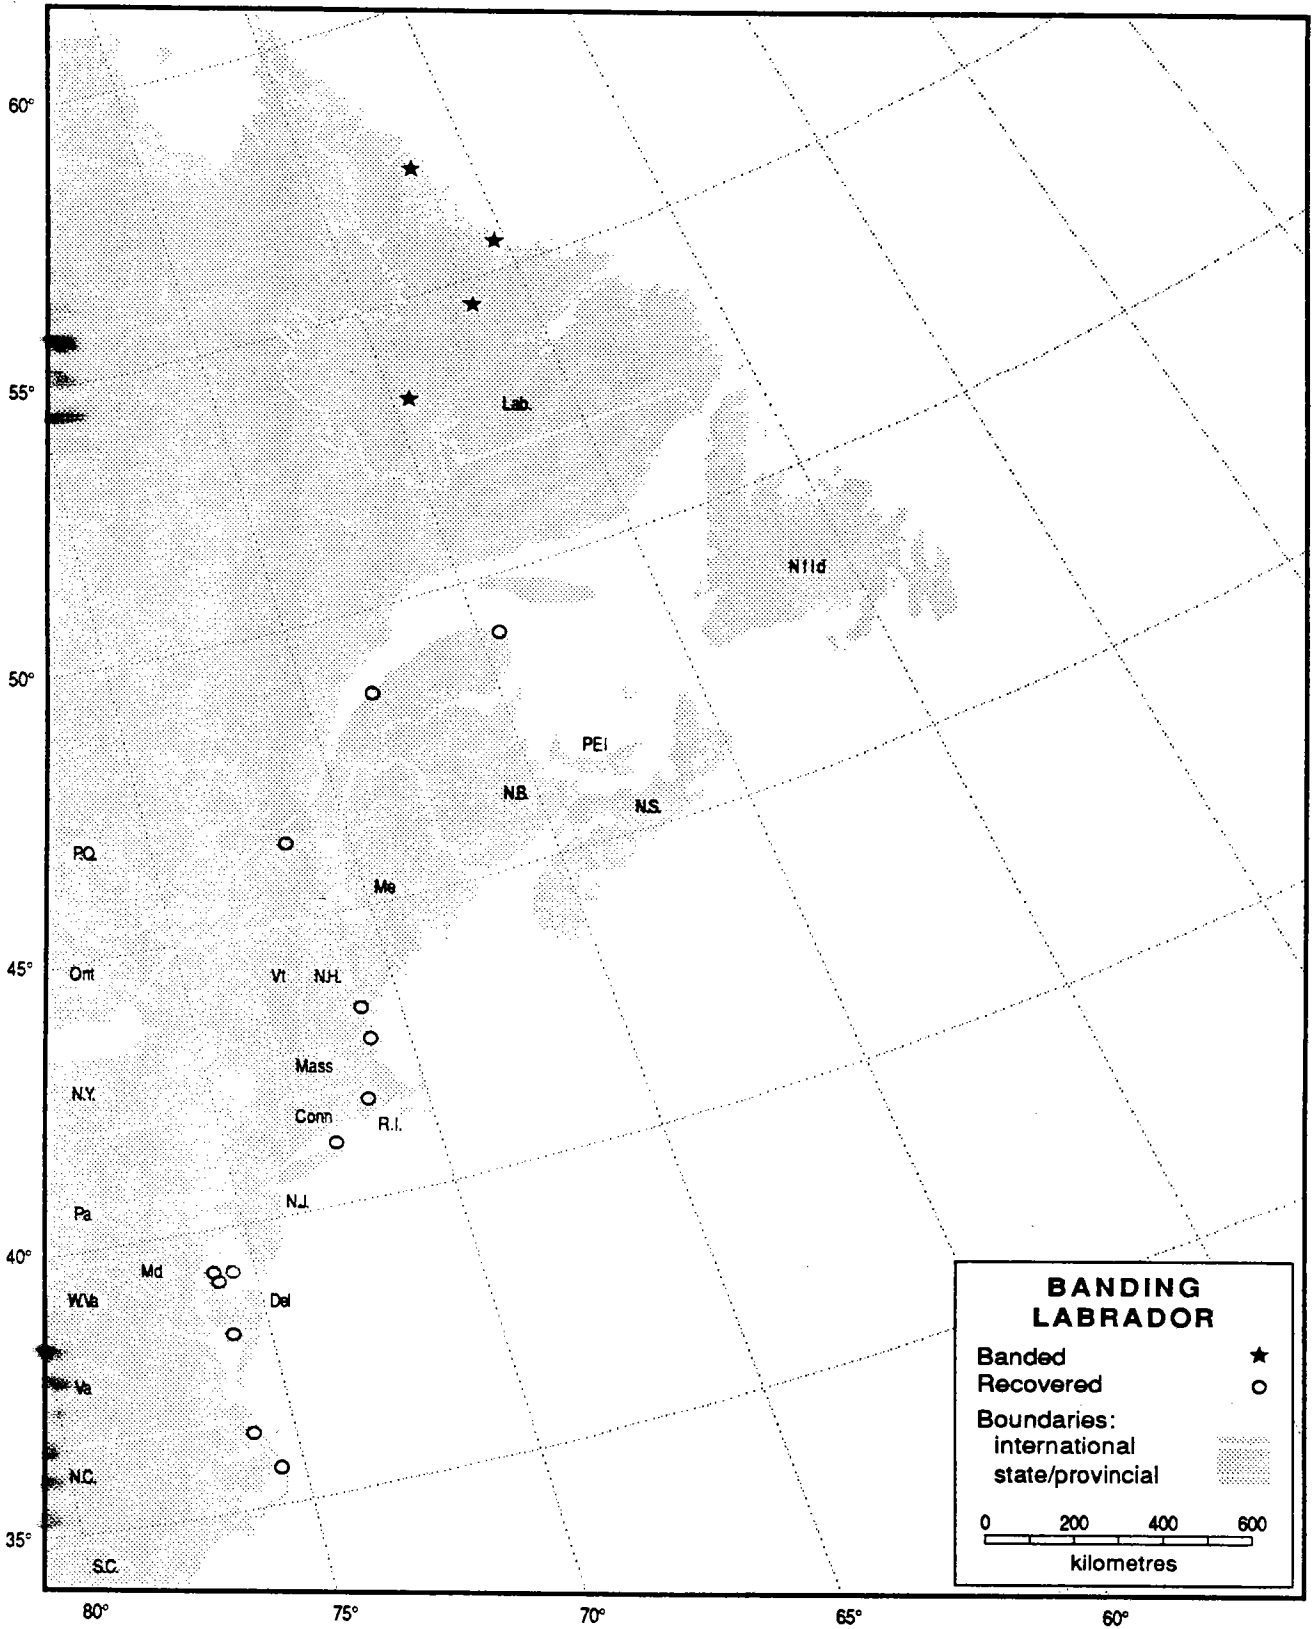 60°
55°
Lab.
Nfld
50°
PEI
N.B.
N.S.
P.Q.
Me
45°
Ont
Vt
N.H.
Mass
N.Y.
Conn
R.I.
N.J.
Pa
40°
Md
W.Va
Del
Va
N.C.
35°
S.C.
BANDING
LABRADOR
Banded
Recovered
Boundaries:
international
state/provincial
0 200 400 600
kilometres
80° 75° 70° 65° 60°